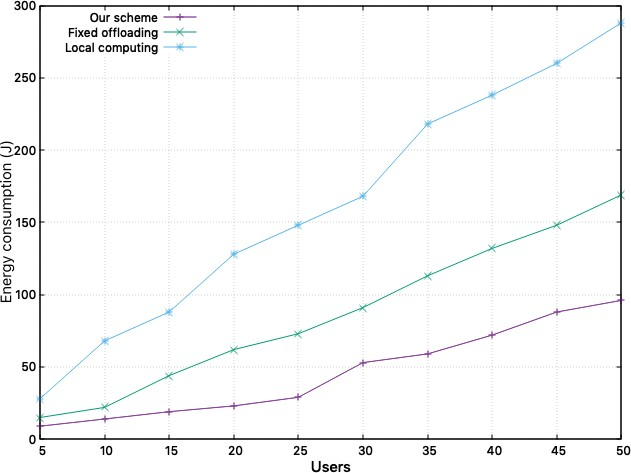 300
250
200
150
100
50
0
Energy consumption (J)
Our scheme
Fixed offloading
Local computing
5 10 15 20 25 30 35 40 45 50
Users